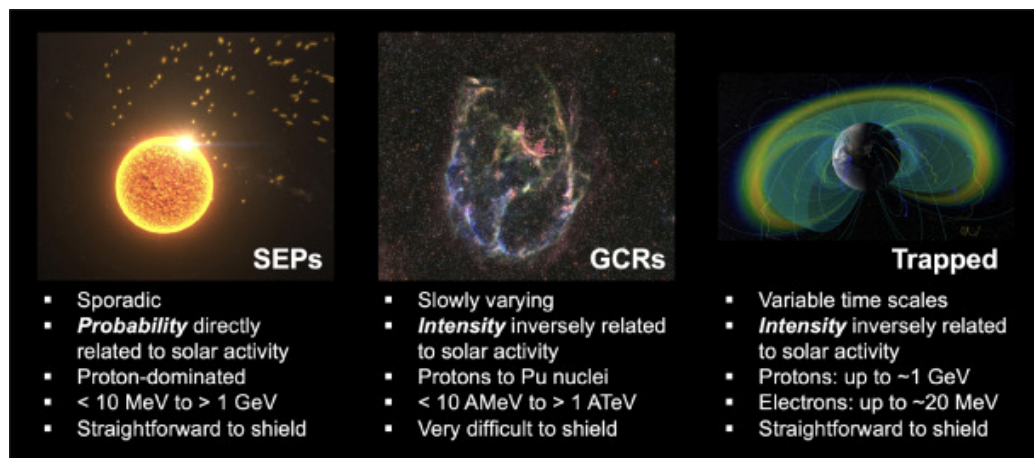 SEPs
▪ Sporadic
▪ Probability directly
related to solar activity
▪ Proton-dominated
▪ < 10 MeV to > 1 GeV
▪ Straightforward to shield
GCRs
▪ Slowly varying
▪ Intensity inversely related
to solar activity
▪ Protons to Pu nuclei
▪ < 10 AMeV to > 1 ATeV
▪ Very difficult to shield
Trapped
▪ Variable time scales
▪ Intensity inversely related
to solar activity
▪ Protons: up to ~1 GeV
▪ Electrons: up to ~20 MeV
▪ Straightforward to shield